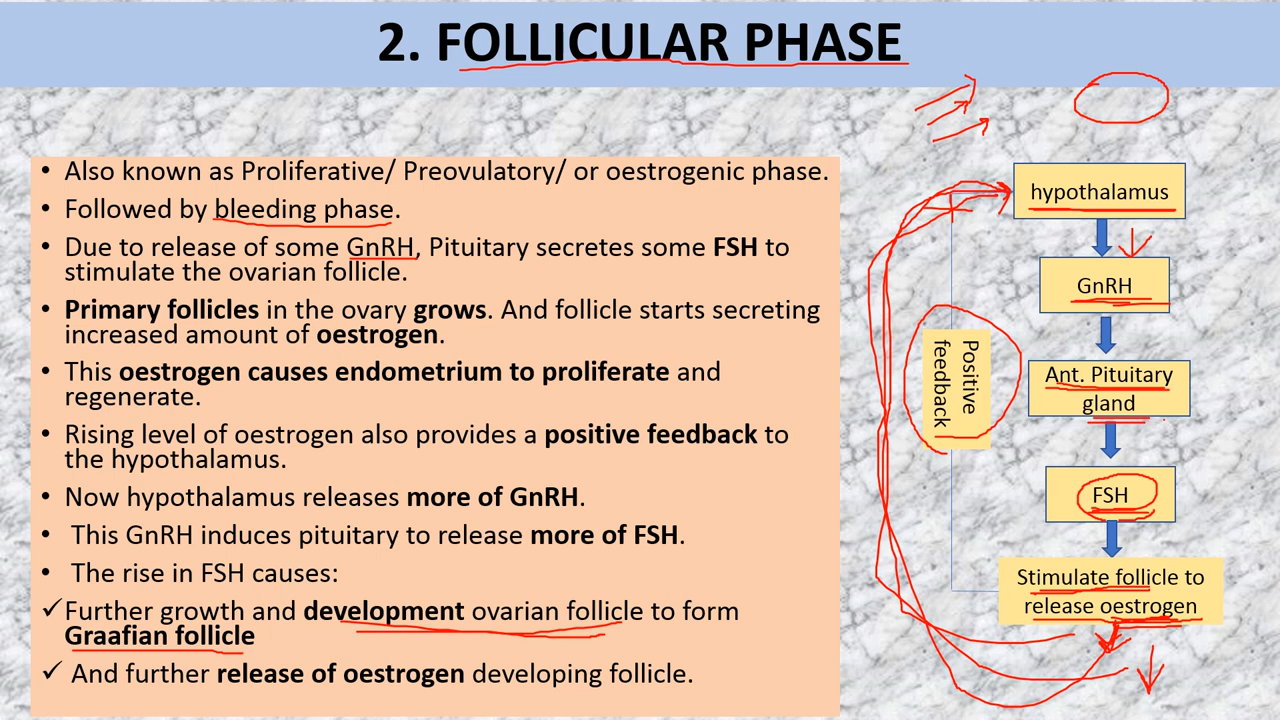 2. FOLLICULAR PHASE
• Also known as Proliferative/ Preovulatory/ or oestrogenic phase.
• Followed by bleeding phase.
• Due to release of some GnRH, Pituitary secretes some FSH to
stimulate the ovarian follicle.
• Primary follicles in the ovary grows. And follicle starts secreting
increased amount of oestrogen.
• This oestrogen causes endometrium to proliferate and
regenerate.
• Rising level of oestrogen also provides a positive feedback to
the hypothalamus.
• Now hypothalamus releases more of GnRH.
• This GnRH induces pituitary to release more of FSH.
• The rise in FSH causes:
✓Further growth and development ovarian follicle to form
Graafian follicle
✓ And further release of oestrogen developing follicle.
hypothalamus
GnRH
Ant. Pituitary
gland
FSH
Stimulate follicle to
release oestrogen
Positive
feedback